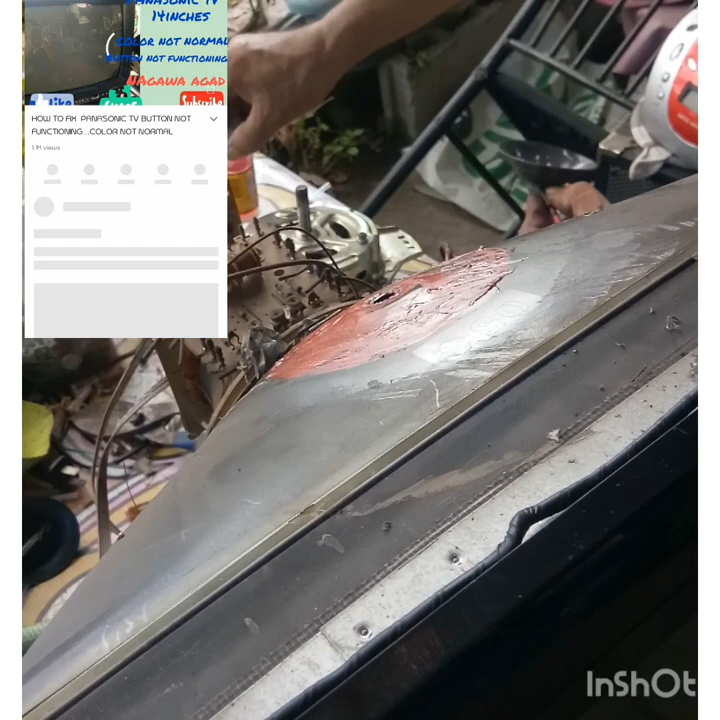 PANASONIC TV
14INCHES
COLOR NOT NORMAL
BUTTON NOT FUNCTIONING
NAGAWA AGAD
Like
SHARE
Subscribe
HOW TO FIX PANASONIC TV BUTTON NOT
FUNCTIONING...COLOR NOT NORMAL
1.1K views
InShOt